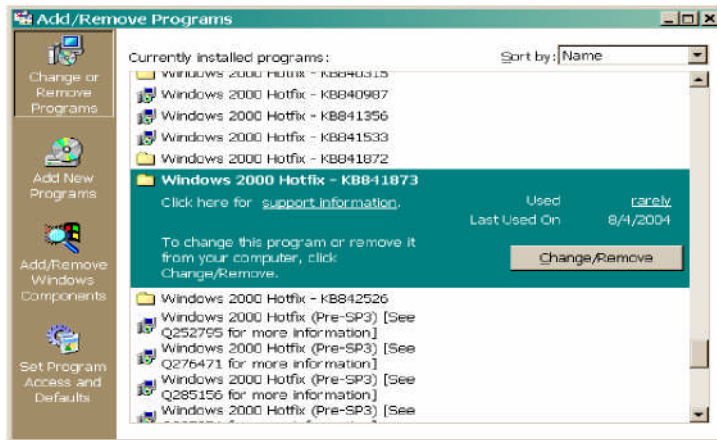 Add/Remove Programs
Change or
Remove
Programs
Add New
Programs
Add/Remove
Windows
Components
Set Program
Access and
Defaults
Currently installed programs:
Sort by: Name
Windows 2000 Hotfix - KB840315
Windows 2000 Hotfix - KB840987
Windows 2000 Hotfix - KB841356
Windows 2000 Hotfix - KB841533
Windows 2000 Hotfix - KB841872
Windows 2000 Hotfix - KB841873
Click here for support information.
Used rarely
Last Used On 8/4/2004
To change this program or remove it
from your computer, click
Change/Remove.
Change/Remove
Windows 2000 Hotfix - KB842526
Windows 2000 Hotfix (Pre-SP3) [See
Q252795 for more information]
Windows 2000 Hotfix (Pre-SP3) [See
Q276471 for more information]
Windows 2000 Hotfix (Pre-SP3) [See
Q285156 for more information]
Windows 2000 Hotfix (Pre-SP3) [See